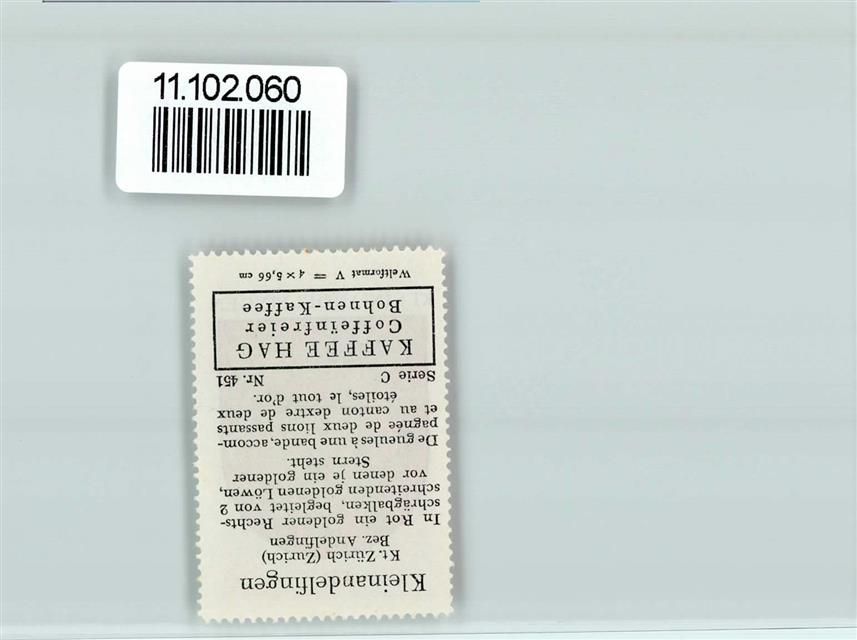 11.102.060
Kleinandelfingen
Kt. Zürich (Zurich)
Bez. Andelfingen
In Rot ein goldener Rechts-
schrägbalken, begleitet von 2
schreitenden goldenen Löwen,
vor denen je ein goldener
Stern steht.
De gueules à une bande, accom-
pagnée de deux lions passants
et au canton dextre de deux
étoiles, le tout d'or.
Serie C Nr. 451
KAFFEE HAG
Coffeïnfreier
Bohnen-Kaffee
Weltformat V = 4 × 5,66 cm